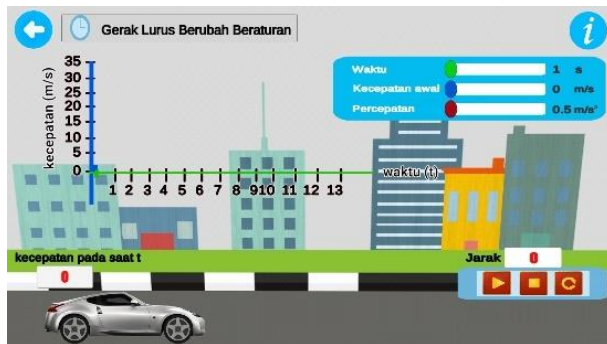 Gerak Lurus Berubah Beraturan
i
kecepatan (m/s)
35
30
25
20
15
10
5
0
1 2 3 4 5 6 7 8 9 10 11 12 13
waktu (t)
Waktu 1 s
Kecepatan awal 0 m/s
Percepatan 0.5 m/s²
kecepatan pada saat t
0
Jarak 0